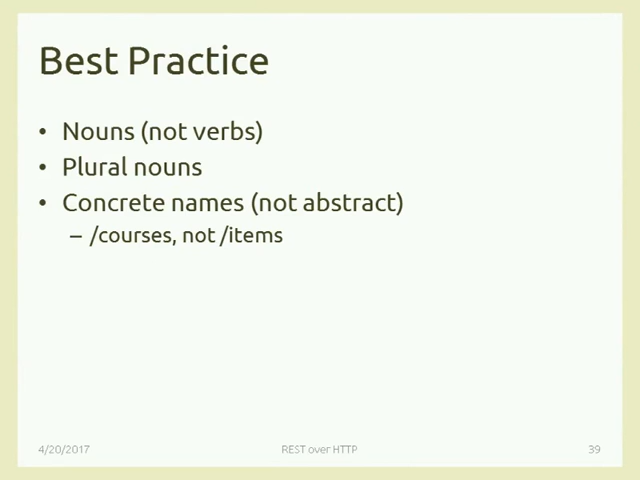 Best Practice
• Nouns (not verbs)
• Plural nouns
• Concrete names (not abstract)
– /courses, not /items
4/20/2017 REST over HTTP 39